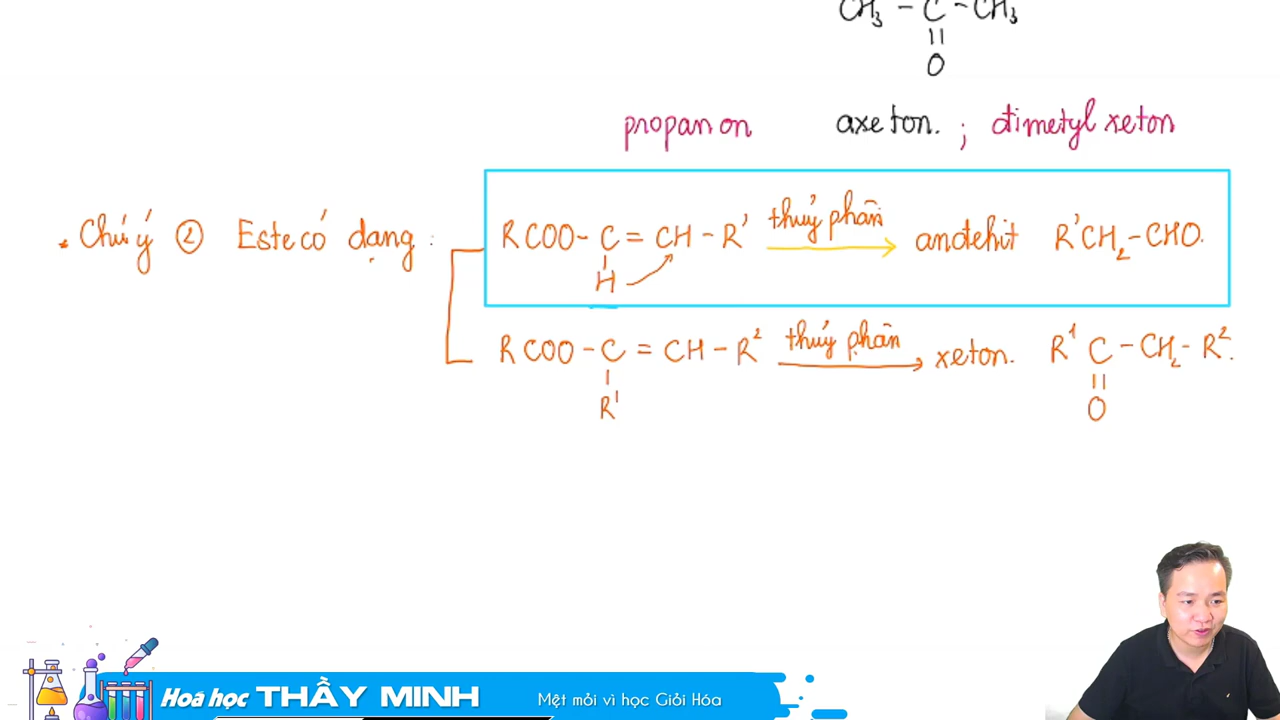 CH₃ - C - CH₃
||
O
propanon axeton. ; đimetyl xeton
* Chú ý ② Este có dạng :
RCOO - C = CH - R' thủy phân anđehit R'CH₂-CHO.
H
RCOO - C = CH - R² thủy phân xeton. R¹ C - CH₂ - R².
R¹ ||
O
Hoá học THẦY MINH Mệt mỏi vì học Giỏi Hóa